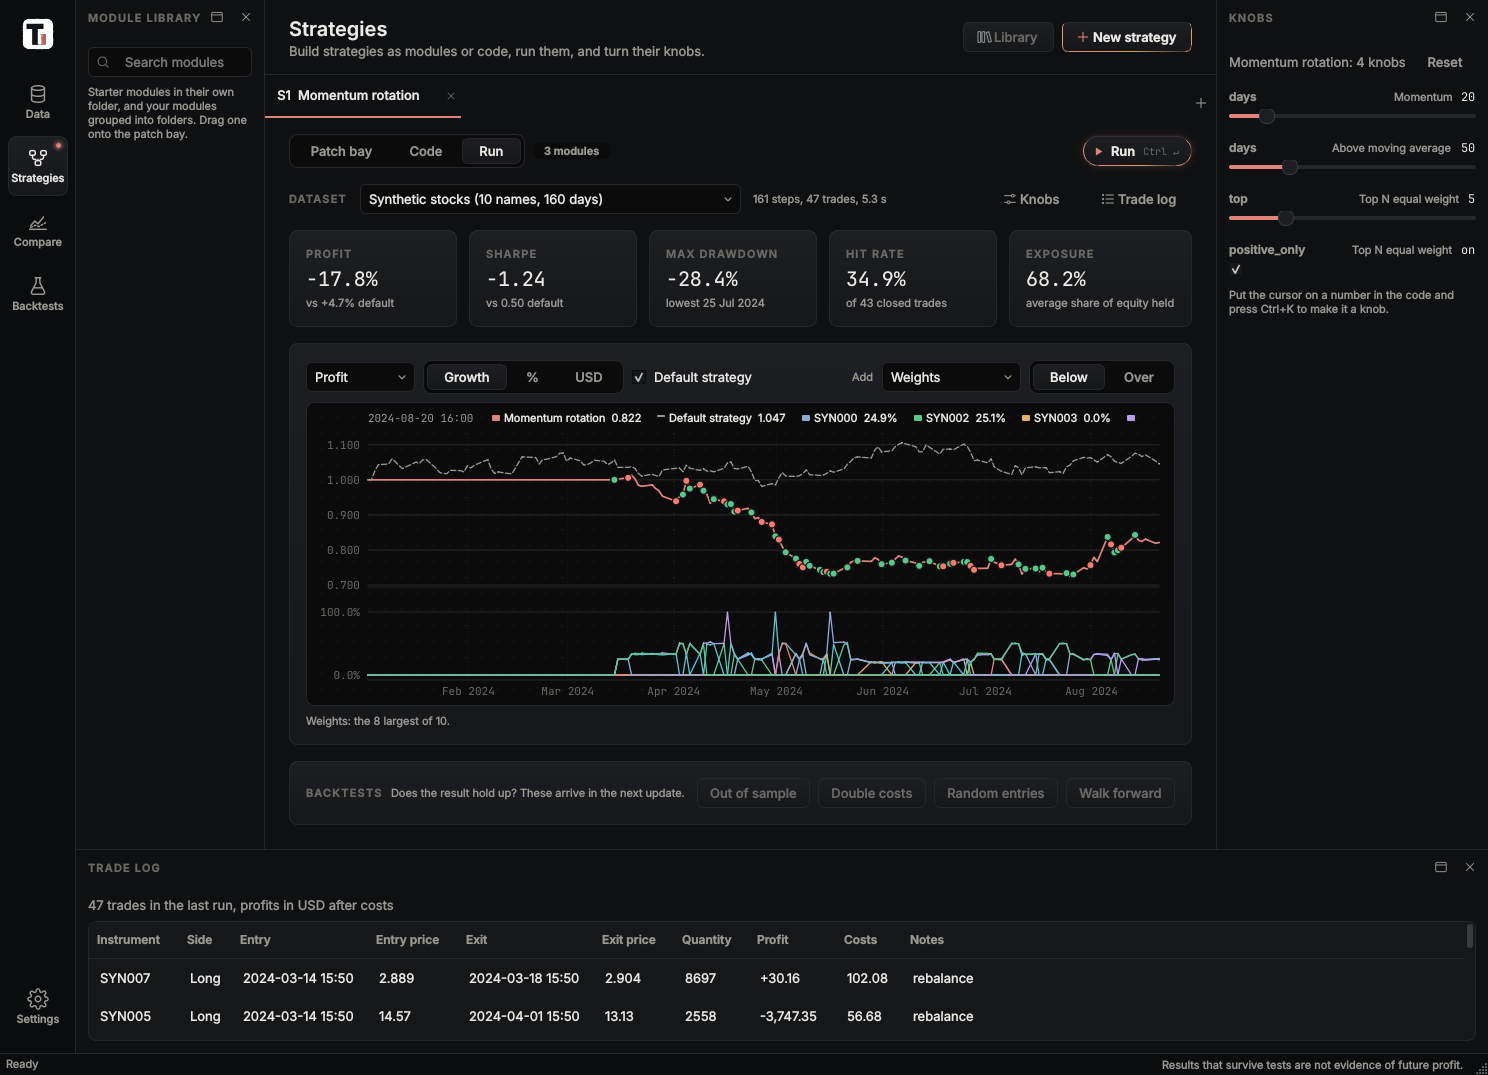 MODULE LIBRARY
Search modules
Starter modules in their own
folder, and your modules
grouped into folders. Drag one
onto the patch bay.
Data
Strategies
Compare
Backtests
Settings
Strategies
Build strategies as modules or code, run them, and turn their knobs.
Library
+ New strategy
S1 Momentum rotation
Patch bay Code Run 3 modules
Run Ctrl ↵
DATASET Synthetic stocks (10 names, 160 days) 161 steps, 47 trades, 5.3 s
Knobs Trade log
PROFIT
-17.8%
vs +4.7% default
SHARPE
-1.24
vs 0.50 default
MAX DRAWDOWN
-28.4%
lowest 25 Jul 2024
HIT RATE
34.9%
of 43 closed trades
EXPOSURE
68.2%
average share of equity held
Profit Growth % USD Default strategy Add Weights Below Over
2024-08-20 16:00 Momentum rotation 0.822 Default strategy 1.047 SYN000 24.9% SYN002 25.1% SYN003 0.0%
1.100
1.000
0.900
0.800
0.700
100.0%
0.0%
Feb 2024 Mar 2024 Apr 2024 May 2024 Jun 2024 Jul 2024 Aug 2024
Weights: the 8 largest of 10.
BACKTESTS Does the result hold up? These arrive in the next update. Out of sample Double costs Random entries Walk forward
KNOBS
Momentum rotation: 4 knobs Reset
days Momentum 20
days Above moving average 50
top Top N equal weight 5
positive_only Top N equal weight on
Put the cursor on a number in the code and
press Ctrl+K to make it a knob.
TRADE LOG
47 trades in the last run, profits in USD after costs
Instrument Side Entry Entry price Exit Exit price Quantity Profit Costs Notes
SYN007 Long 2024-03-14 15:50 2.889 2024-03-18 15:50 2.904 8697 +30.16 102.08 rebalance
SYN005 Long 2024-03-14 15:50 14.57 2024-04-01 15:50 13.13 2558 -3,747.35 56.68 rebalance
Ready
Results that survive tests are not evidence of future profit.